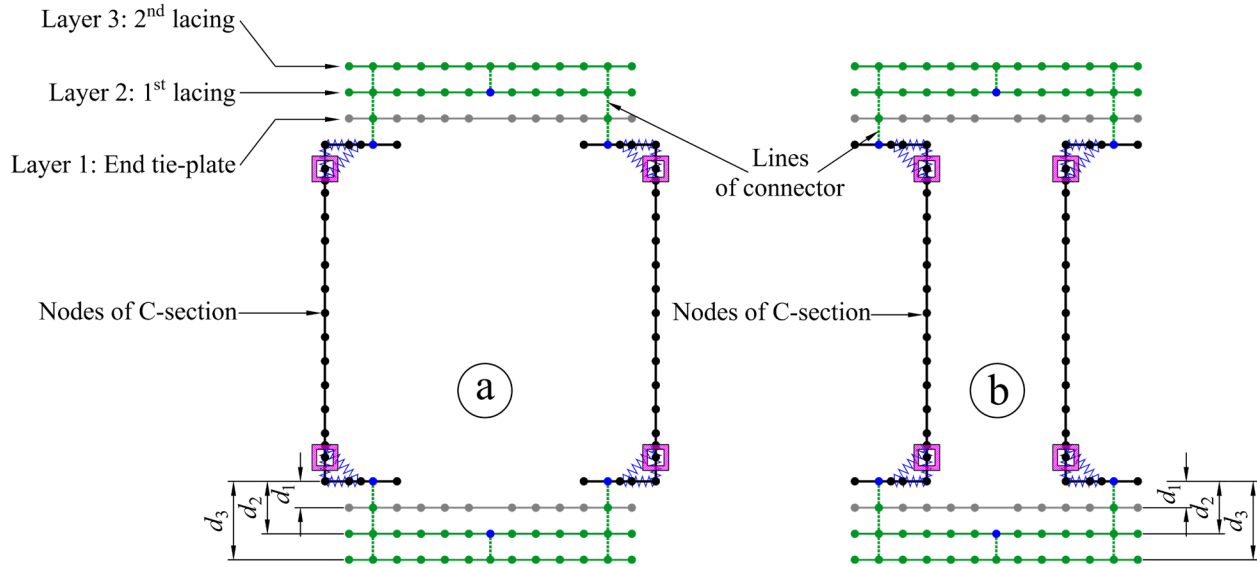 Layer 3: 2nd lacing
Layer 2: 1st lacing
Layer 1: End tie-plate
Lines
of connector
Nodes of C-section
Nodes of C-section
a
b
d3
d2
d1
d1
d2
d3